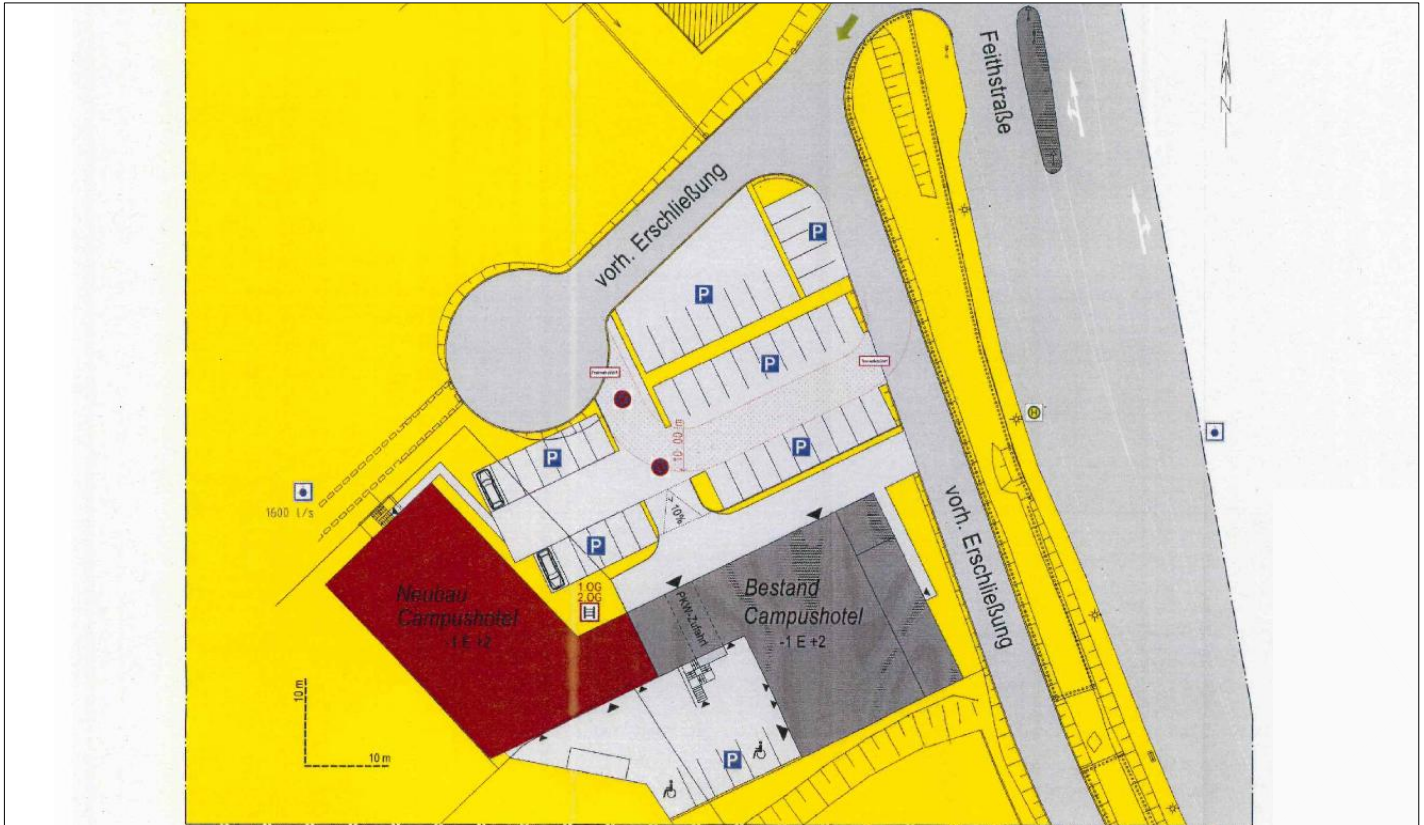 Feithstraße
N
vorh. Erschließung
P
P
P
P
P
P
P
H
10.00 m
> 10%
1600 l/s
1.OG
2.OG
Neubau
Campushotel
-1 E +2
PKW-Zufahrt
Bestand
Campushotel
-1 E +2
vorh. Erschließung
10 m
10 m